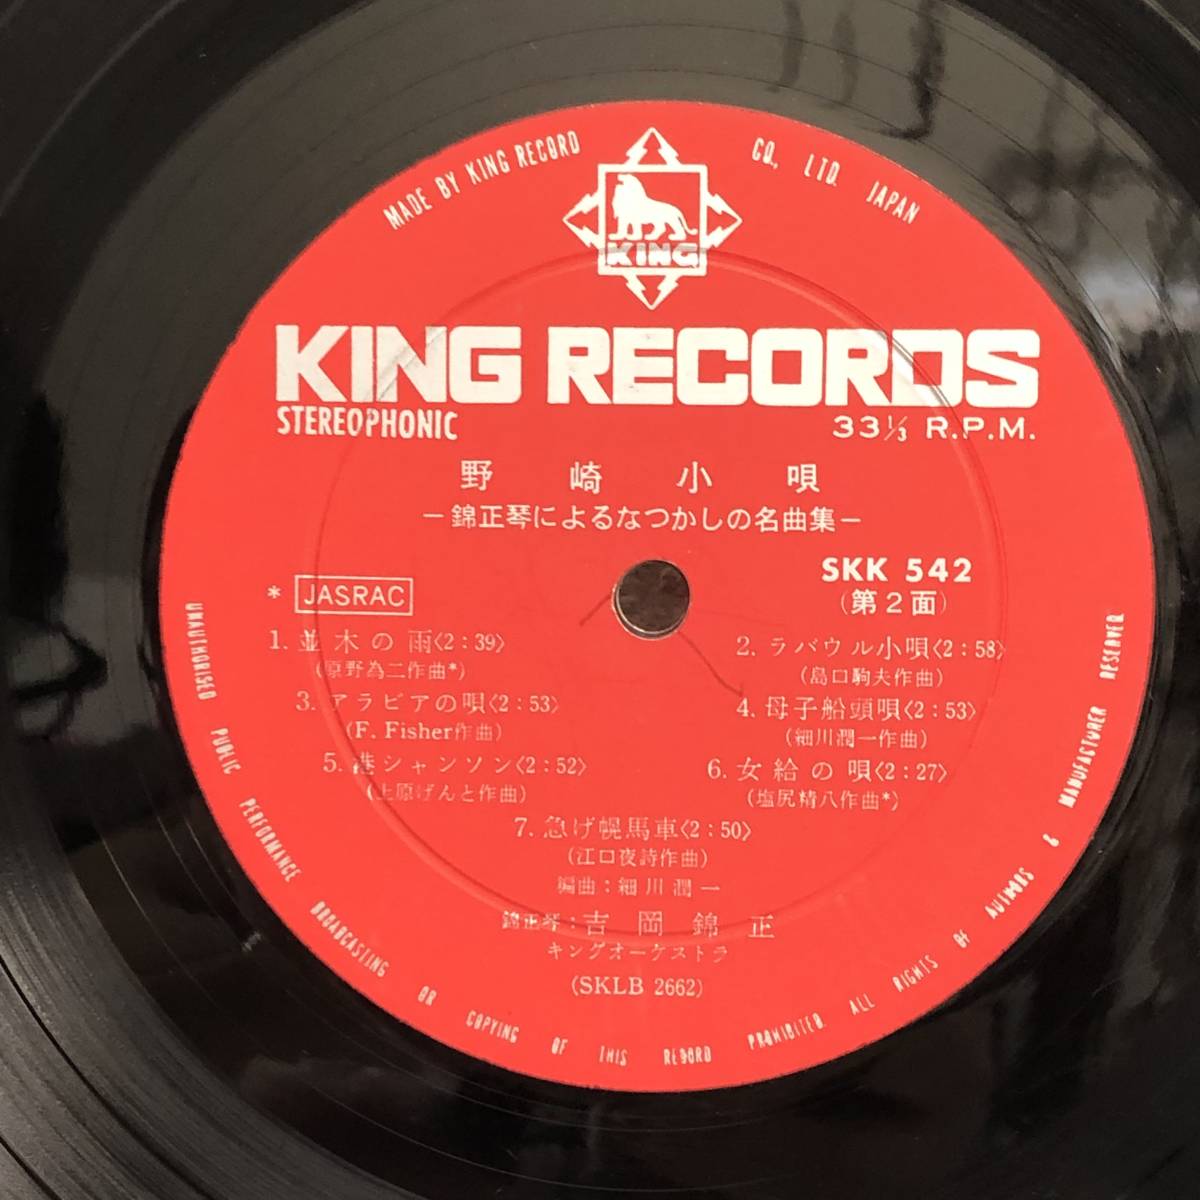 MADE BY KING RECORD CO., LTD. JAPAN
KING
KING RECORDS
STEREOPHONIC
33⅓ R.P.M.
野崎小唄
－錦正琴によるなつかしの名曲集－
SKK 542
(第2面)
* JASRAC
1. 並木の雨〈2:39〉
(原野為二作曲*)
2. ラバウル小唄〈2:58〉
(島口駒夫作曲)
3. アラビアの唄〈2:53〉
(F. Fisher作曲)
4. 母子船頭唄〈2:53〉
(細川潤一作曲)
5. 港シャンソン〈2:52〉
(上原げんと作曲)
6. 女給の唄〈2:27〉
(塩尻精八作曲*)
7. 急げ幌馬車〈2:50〉
(江口夜詩作曲)
編曲:細川潤一
錦正琴:吉岡錦正
キングオーケストラ
(SKLB 2662)
UNAUTHORISED PUBLIC PERFORMANCE BROADCASTING OR COPYING OF THIS RECORD PROHIBITED. ALL RIGHTS OF AUTHORS & MANUFACTURER RESERVER